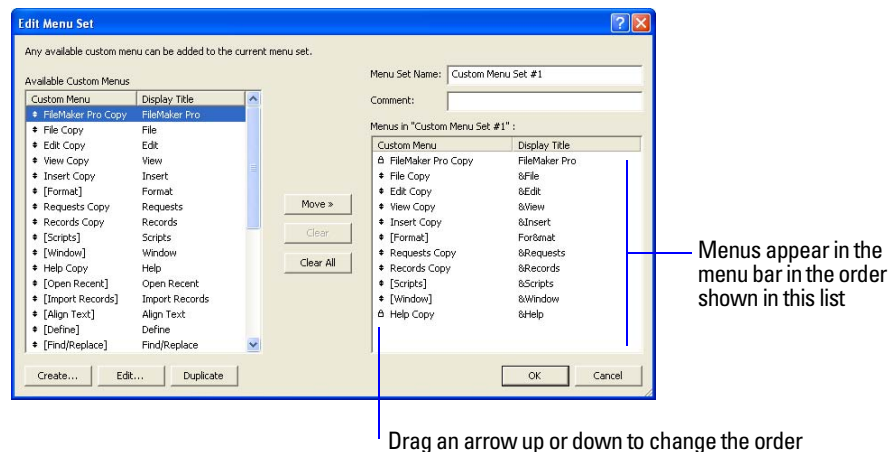 Edit Menu Set
Any available custom menu can be added to the current menu set.
Available Custom Menus
Custom Menu Display Title
FileMaker Pro Copy FileMaker Pro
File Copy File
Edit Copy Edit
View Copy View
Insert Copy Insert
[Format] Format
Requests Copy Requests
Records Copy Records
[Scripts] Scripts
[Window] Window
Help Copy Help
[Open Recent] Open Recent
[Import Records] Import Records
[Align Text] Align Text
[Define] Define
[Find/Replace] Find/Replace
Create... Edit... Duplicate
Move »
Clear
Clear All
Menu Set Name: Custom Menu Set #1
Comment:
Menus in "Custom Menu Set #1" :
Custom Menu Display Title
FileMaker Pro Copy FileMaker Pro
File Copy &File
Edit Copy &Edit
View Copy &View
Insert Copy &Insert
[Format] For&mat
Requests Copy &Requests
Records Copy &Records
[Scripts] &Scripts
[Window] &Window
Help Copy &Help
OK Cancel
Menus appear in the
menu bar in the order
shown in this list
Drag an arrow up or down to change the order